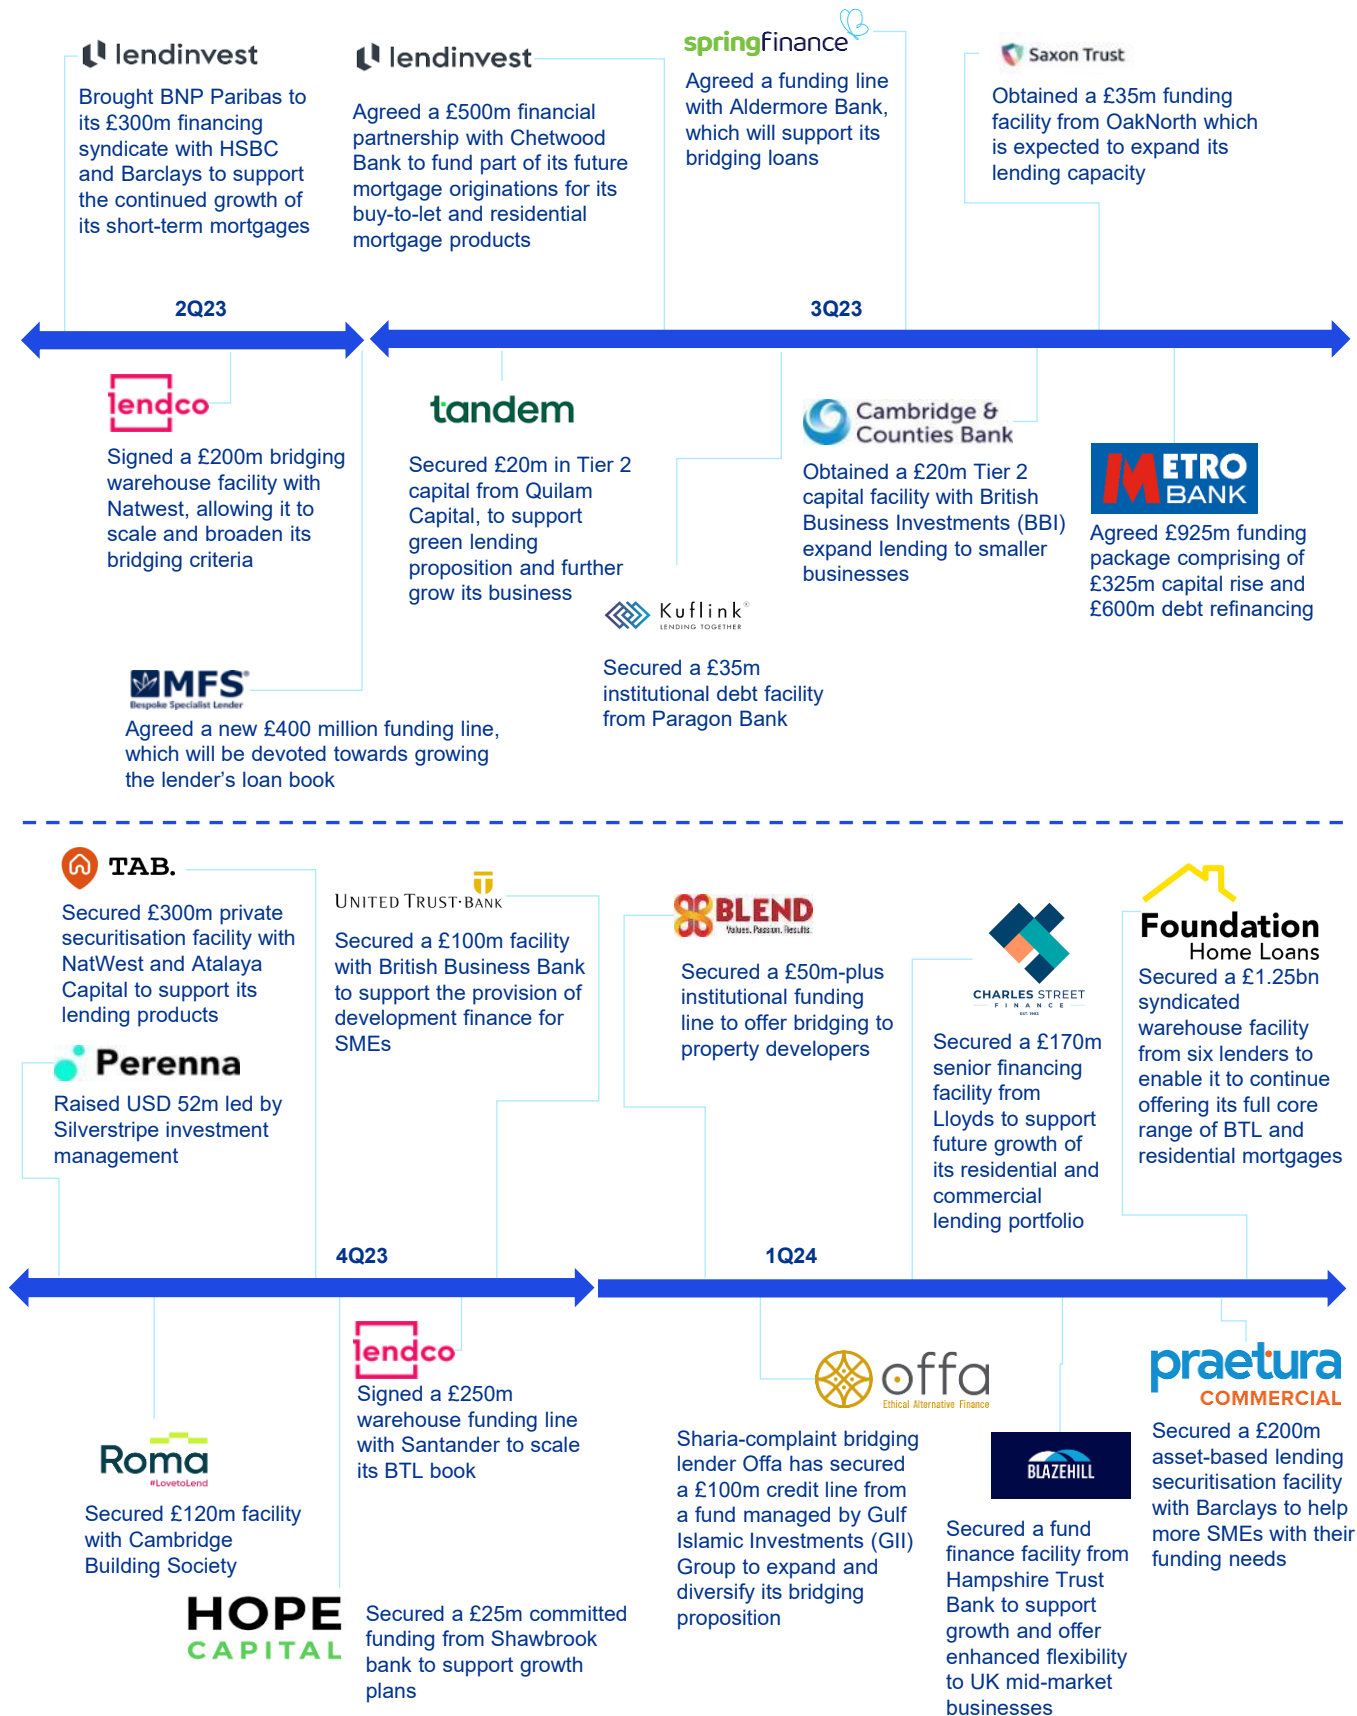 lendinvest
Brought BNP Paribas to
its £300m financing
syndicate with HSBC
and Barclays to support
the continued growth of
its short-term mortgages
lendinvest
Agreed a £500m financial
partnership with Chetwood
Bank to fund part of its future
mortgage originations for its
buy-to-let and residential
mortgage products
springfinance
Agreed a funding line
with Aldermore Bank,
which will support its
bridging loans
Saxon Trust
Obtained a £35m funding
facility from OakNorth which
is expected to expand its
lending capacity
2Q23
3Q23
lendco
Signed a £200m bridging
warehouse facility with
Natwest, allowing it to
scale and broaden its
bridging criteria
tandem
Secured £20m in Tier 2
capital from Quilam
Capital, to support
green lending
proposition and further
grow its business
Cambridge &
Counties Bank
Obtained a £20m Tier 2
capital facility with British
Business Investments (BBI)
expand lending to smaller
businesses
METRO
BANK
Agreed £925m funding
package comprising of
£325m capital rise and
£600m debt refinancing
Kuflink®
LENDING TOGETHER
Secured a £35m
institutional debt facility
from Paragon Bank
MFS®
Bespoke Specialist Lender
Agreed a new £400 million funding line,
which will be devoted towards growing
the lender's loan book
TAB.
Secured £300m private
securitisation facility with
NatWest and Atalaya
Capital to support its
lending products
Perenna
Raised USD 52m led by
Silverstripe investment
management
UNITED TRUST·BANK
Secured a £100m facility
with British Business Bank
to support the provision of
development finance for
SMEs
BLEND
Values. Passion. Results.
Secured a £50m-plus
institutional funding
line to offer bridging to
property developers
CHARLES STREET
FINANCE
EST. 1985
Secured a £170m
senior financing
facility from
Lloyds to support
future growth of
its residential and
commercial
lending portfolio
Foundation
Home Loans
Secured a £1.25bn
syndicated
warehouse facility
from six lenders to
enable it to continue
offering its full core
range of BTL and
residential mortgages
4Q23
1Q24
Roma
#LovetoLend
Secured £120m facility
with Cambridge
Building Society
lendco
Signed a £250m
warehouse funding line
with Santander to scale
its BTL book
HOPE
CAPITAL
Secured a £25m committed
funding from Shawbrook
bank to support growth
plans
offa
Ethical Alternative Finance
Sharia-complaint bridging
lender Offa has secured
a £100m credit line from
a fund managed by Gulf
Islamic Investments (GII)
Group to expand and
diversify its bridging
proposition
BLAZEHILL
Secured a fund
finance facility from
Hampshire Trust
Bank to support
growth and offer
enhanced flexibility
to UK mid-market
businesses
praetura
COMMERCIAL
Secured a £200m
asset-based lending
securitisation facility
with Barclays to help
more SMEs with their
funding needs